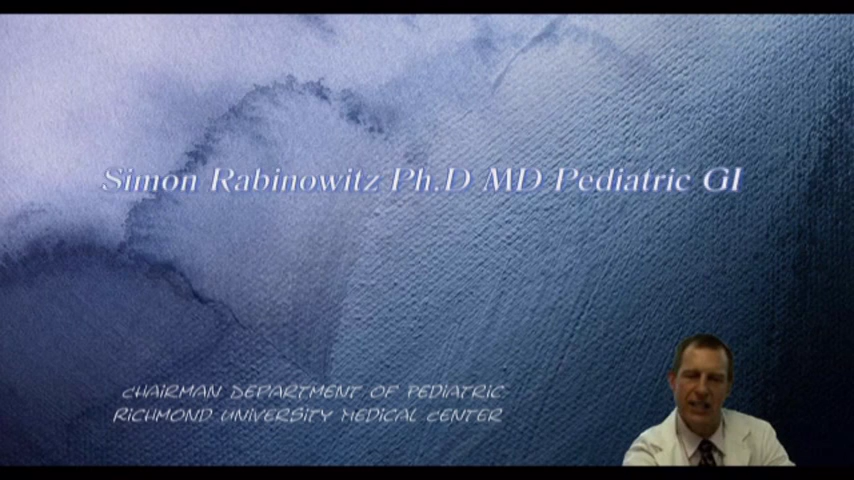 Simon Rabinowitz Ph.D MD Pediatric GI
CHAIRMAN DEPARTMENT OF PEDIATRIC
RICHMOND UNIVERSITY MEDICAL CENTER